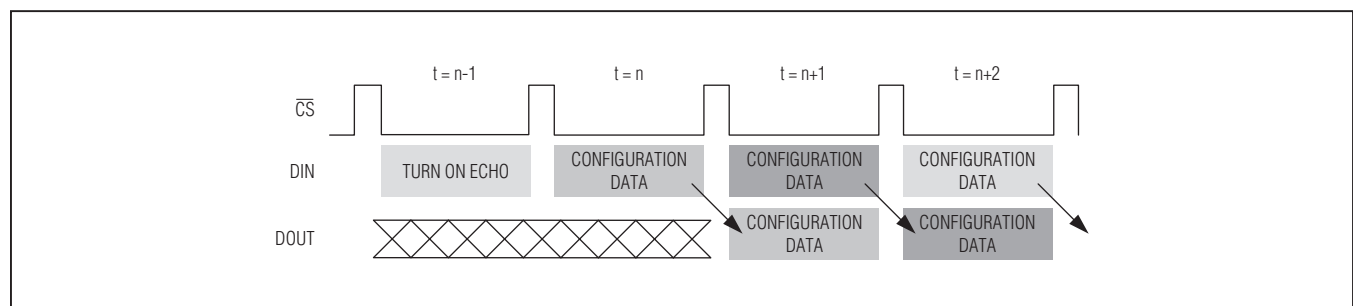 t = n-1
t = n
t = n+1
t = n+2
CS
DIN
TURN ON ECHO
CONFIGURATION
DATA
CONFIGURATION
DATA
CONFIGURATION
DATA
DOUT
CONFIGURATION
DATA
CONFIGURATION
DATA